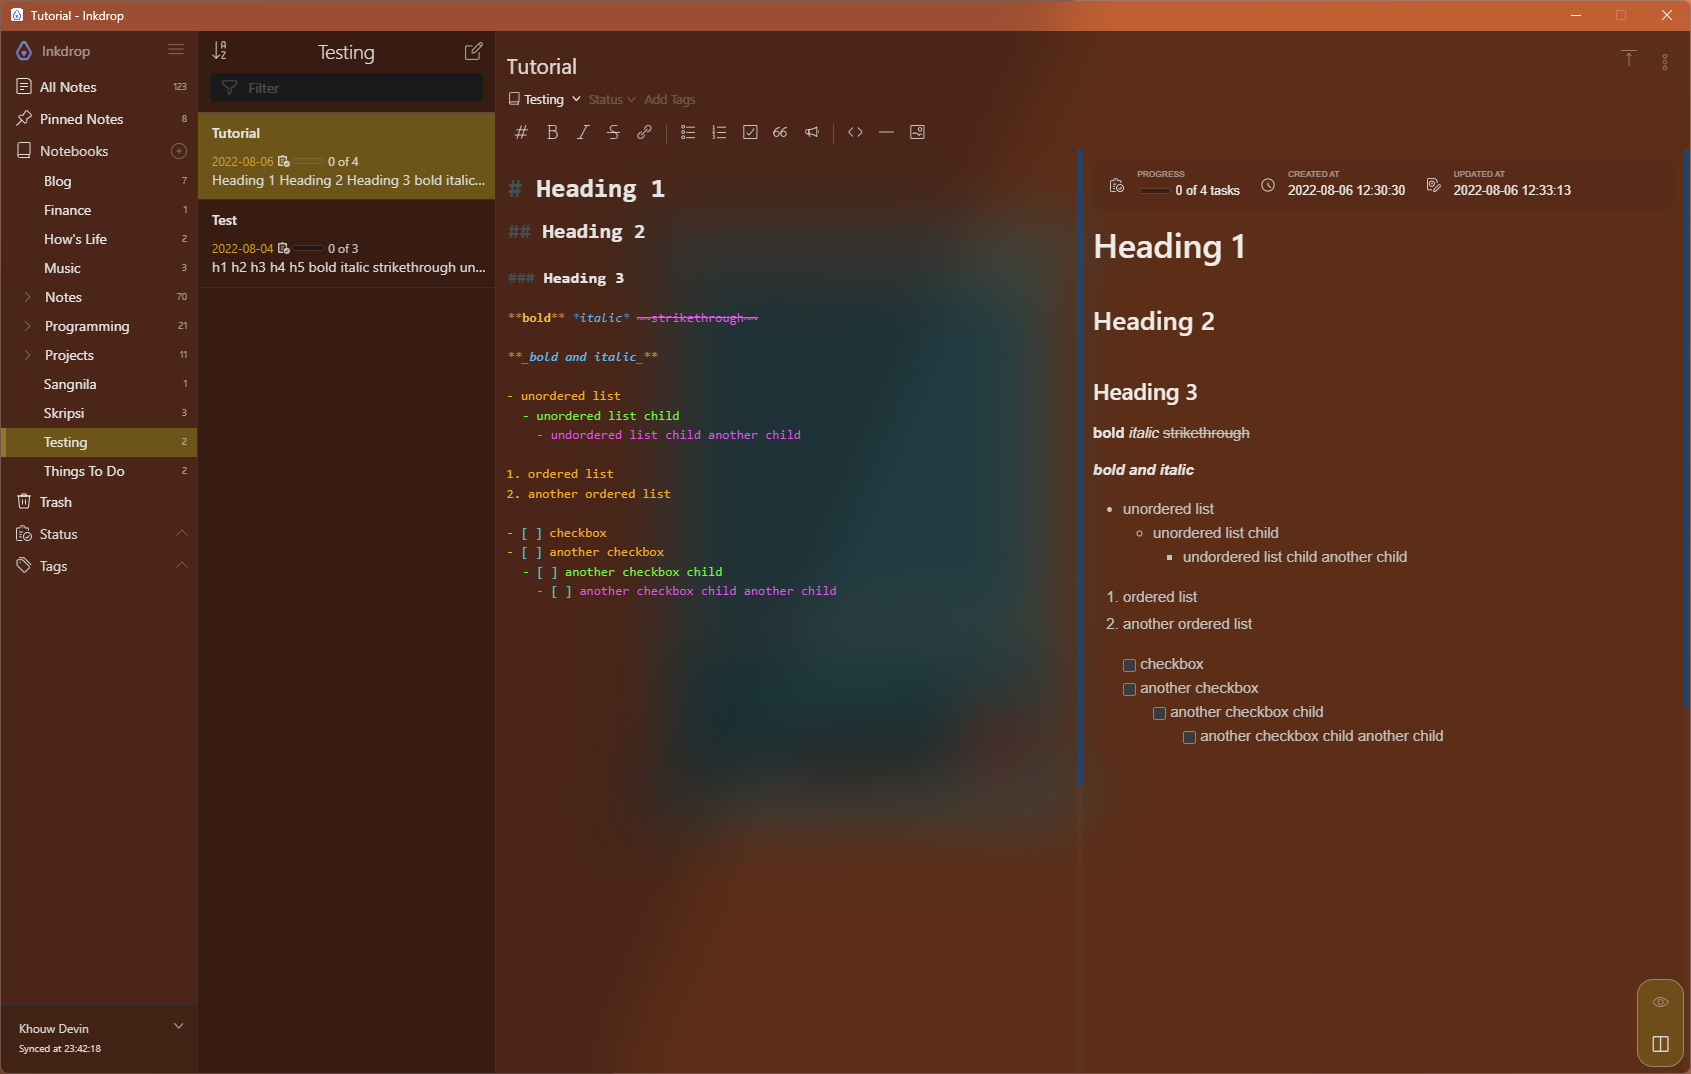 Tutorial - Inkdrop
Inkdrop
All Notes 123
Pinned Notes 8
Notebooks
Blog 7
Finance 1
How's Life 2
Music 3
Notes 70
Programming 21
Projects 11
Sangnila 1
Skripsi 3
Testing 2
Things To Do 2
Trash
Status
Tags
Khouw Devin
Synced at 23:42:18
Testing
Filter
Tutorial
2022-08-06 0 of 4
Heading 1 Heading 2 Heading 3 bold italic...
Test
2022-08-04 0 of 3
h1 h2 h3 h4 h5 bold italic strikethrough un...
Tutorial
Testing Status Add Tags
# Heading 1
## Heading 2
### Heading 3
**bold** *italic* ~~strikethrough~~
**_bold and italic_**
- unordered list
- unordered list child
- undordered list child another child
1. ordered list
2. another ordered list
- [ ] checkbox
- [ ] another checkbox
- [ ] another checkbox child
- [ ] another checkbox child another child
PROGRESS
0 of 4 tasks
CREATED AT
2022-08-06 12:30:30
UPDATED AT
2022-08-06 12:33:13
Heading 1
Heading 2
Heading 3
bold italic strikethrough
bold and italic
• unordered list
◦ unordered list child
▪ undordered list child another child
1. ordered list
2. another ordered list
checkbox
another checkbox
another checkbox child
another checkbox child another child